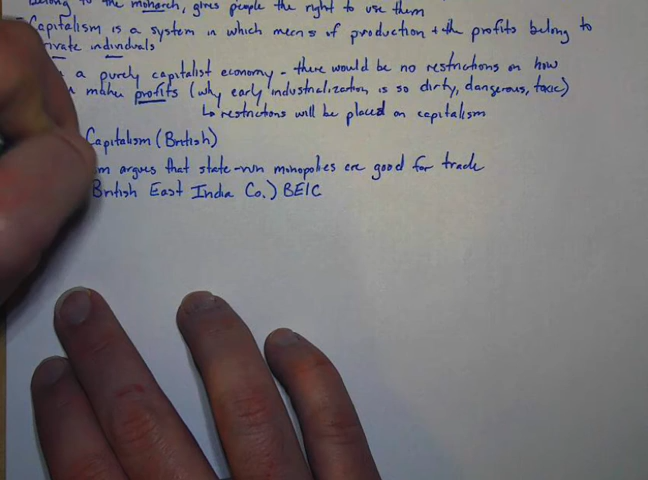 belong to the monarch, gives people the right to use them
- Capitalism is a system in which means of production + the profits belong to
private indivduals
a purely capitalist economy - there would be no restrictions on how
makes profits (why early industrialization is so dirty, dangerous, toxic)
↳ restrictions will be placed on capitalism
Capitalism (British)
argues that state-run monopolies are good for trade
British East India Co.) BEIC